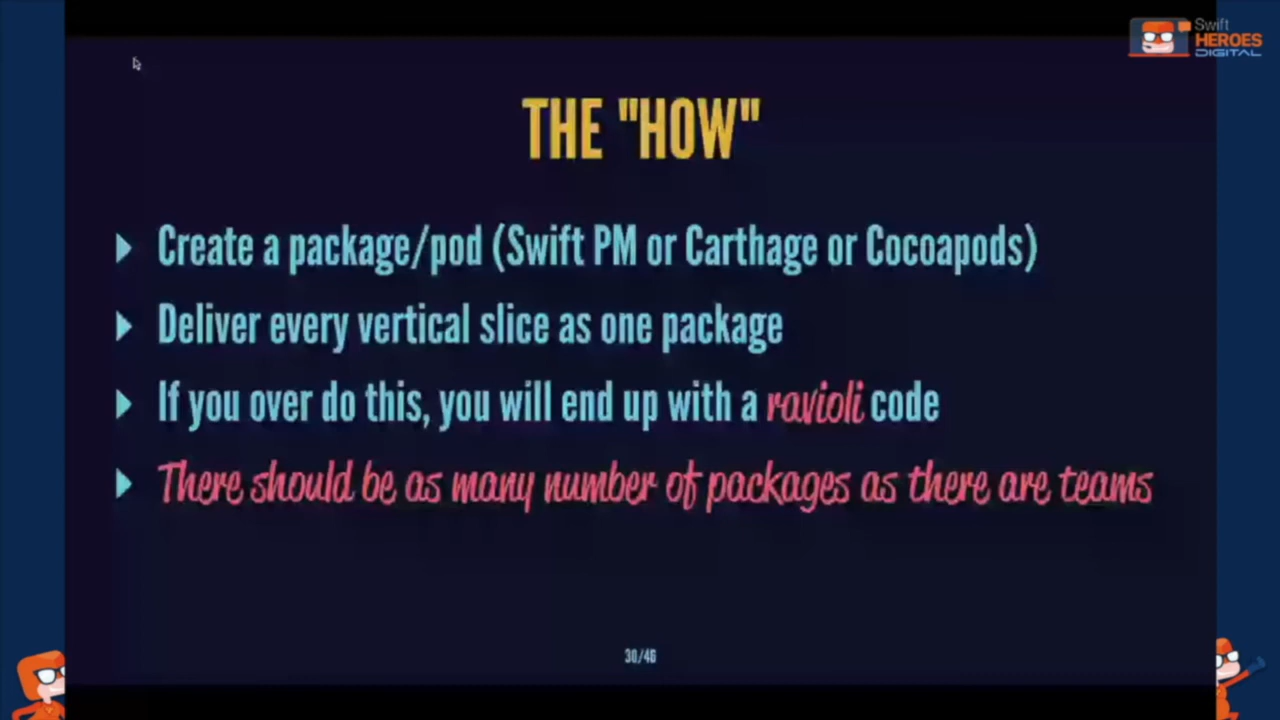 Swift
HEROES
DIGITAL
THE "HOW"
Create a package/pod (Swift PM or Carthage or Cocoapods)
Deliver every vertical slice as one package
If you over do this, you will end up with a ravioli code
There should be as many number of packages as there are teams
30/46